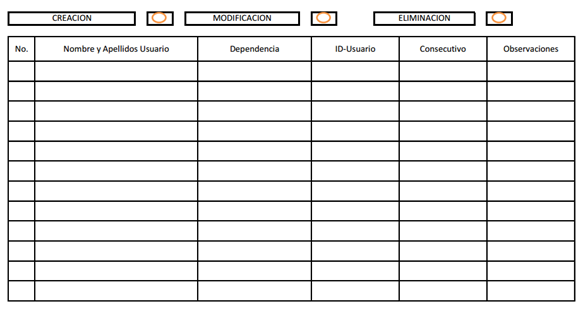 CREACION MODIFICACION ELIMINACION
No. Nombre y Apellidos Usuario Dependencia ID-Usuario Consecutivo Observaciones